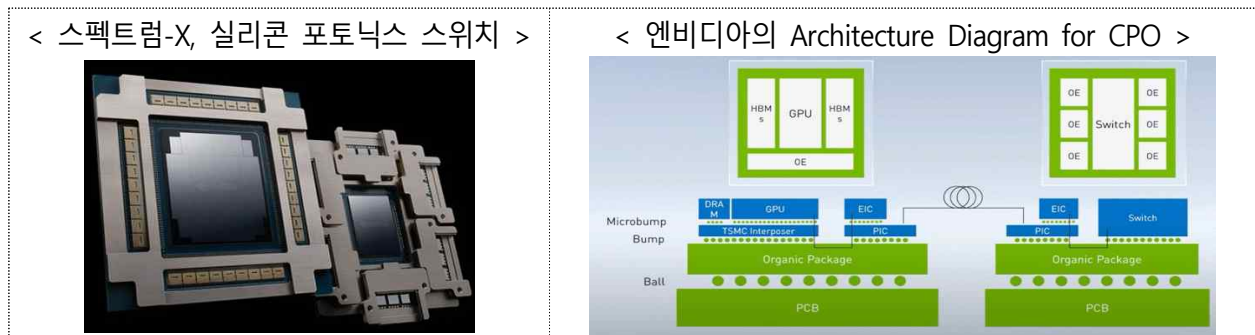 < 스펙트럼-X, 실리콘 포토닉스 스위치 >
< 엔비디아의 Architecture Diagram for CPO >
HBM
s
GPU
HBM
s
OE
OE
OE
OE
Switch
OE
OE
OE
DRA
M
GPU
EIC
EIC
Switch
Microbump
TSMC Interposer
PIC
PIC
Bump
Organic Package
Organic Package
Ball
PCB
PCB